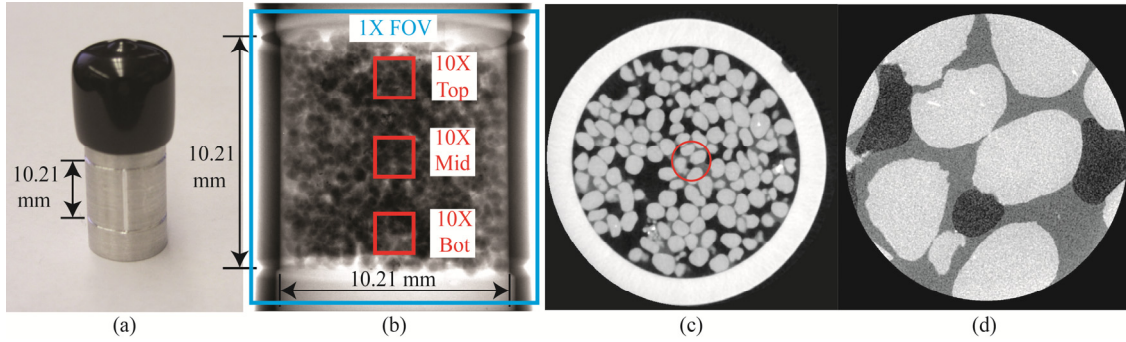 10.21
mm
(a)
10.21
mm
1X FOV
10X
Top
10X
Mid
10X
Bot
10.21 mm
(b)
(c)
(d)